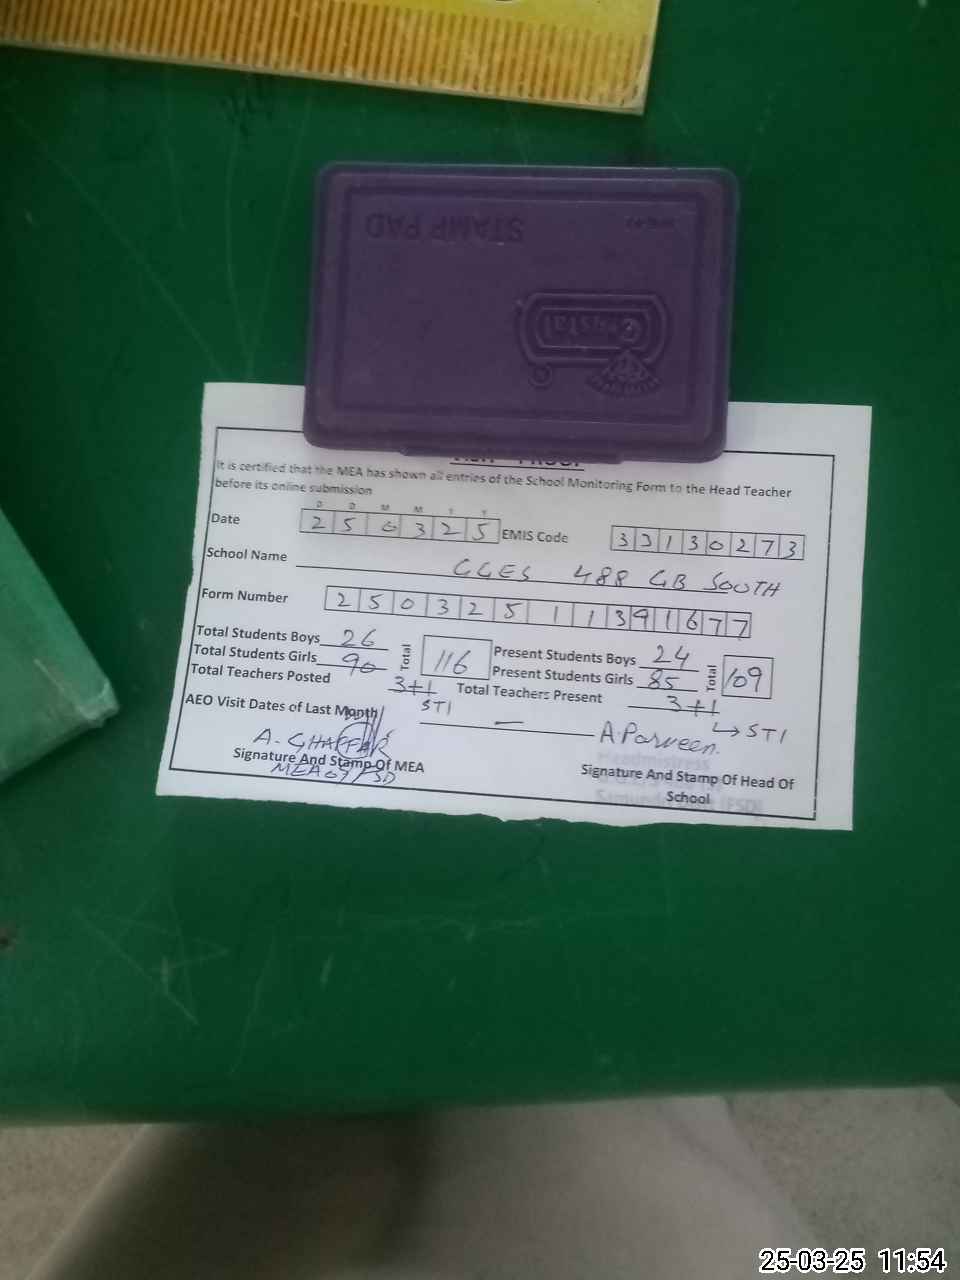 STAMP PAD
Crystal
VISIT PROOF
It is certified that the MEA has shown all entries of the School Monitoring Form to the Head Teacher
before its online submission
D D M M Y Y
Date 2 5 0 3 2 5 EMIS Code 3 3 1 3 0 2 7 3
School Name GGES 488 GB SOUTH
Form Number 2 5 0 3 2 5 1 1 3 9 1 6 7 7
Total Students Boys 26 Total 116 Present Students Boys 24 Total 109
Total Students Girls 90 Present Students Girls 85
Total Teachers Posted 3+1 STI Total Teachers Present 3+1 → STI
AEO Visit Dates of Last Month —
A. GHAFFAR A. Parveen.
Signature And Stamp Of MEA Signature And Stamp Of Head Of
School
MEA 07 FSD
Headmistress
(FSD)
25-03-25 11:54